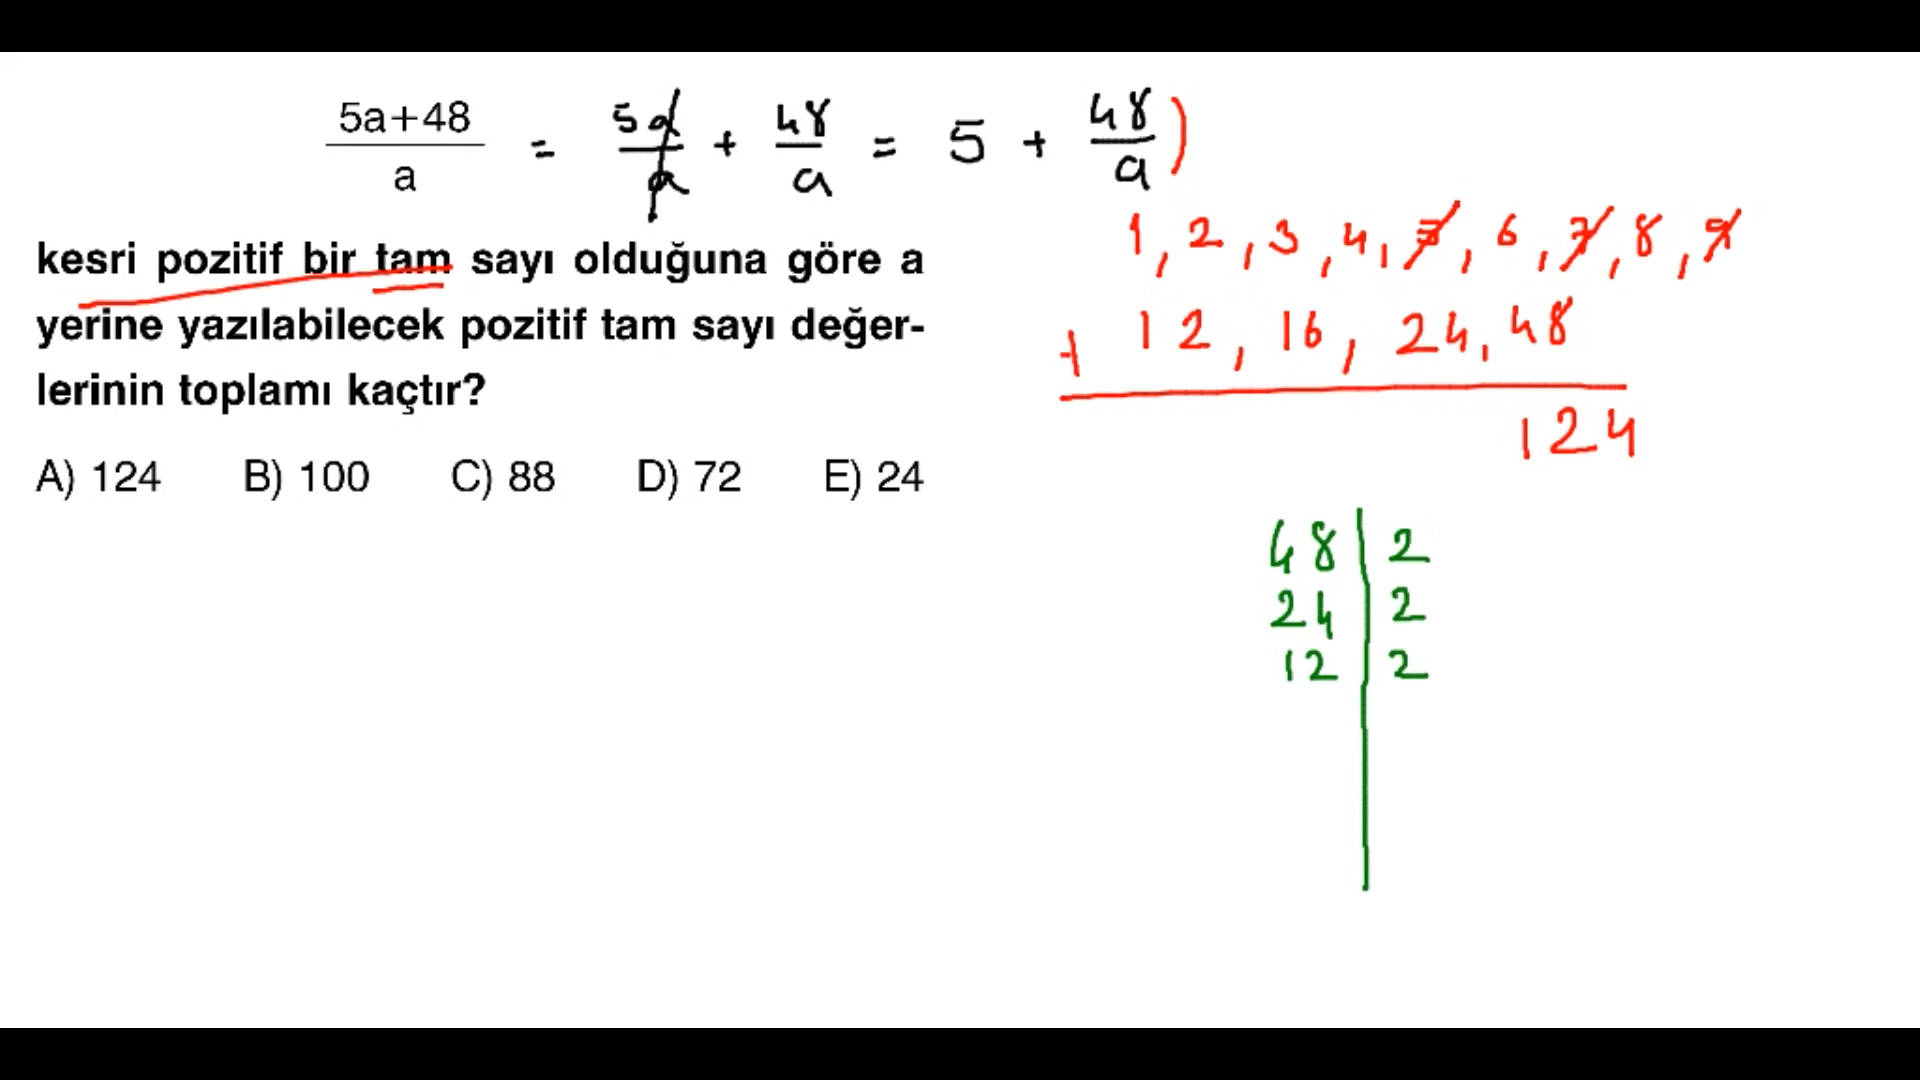 5a+48 / a = 5a / a + 48 / a = 5 + 48 / a )
kesri pozitif bir tam sayı olduğuna göre a
yerine yazılabilecek pozitif tam sayı değer-
lerinin toplamı kaçtır?
A) 124 B) 100 C) 88 D) 72 E) 24
1, 2, 3, 4, 5, 6, 7, 8, 9
+ 12, 16, 24, 48
124
48 | 2
24 | 2
12 | 2